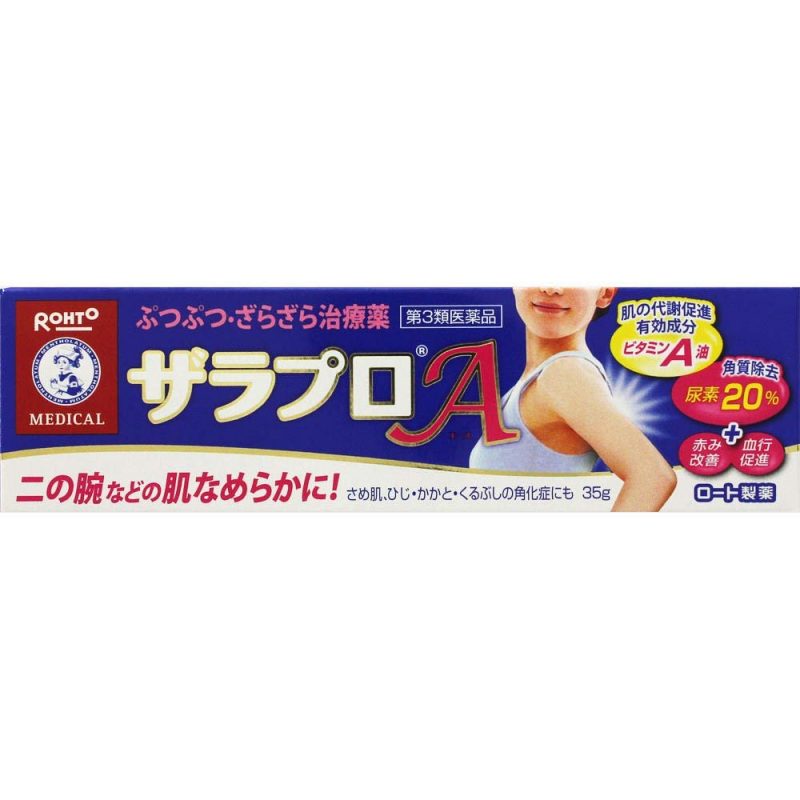 ROHTO
MENTHOLATUM
MEDICAL
ぷつぷつ・ざらざら治療薬
第3類医薬品
ザラプロ®A
肌の代謝促進
有効成分
ビタミンA油
角質除去
尿素20%
+
赤み
改善
血行
促進
二の腕などの肌なめらかに!
さめ肌、ひじ・かかと・くるぶしの角化症にも 35g
ロート製薬